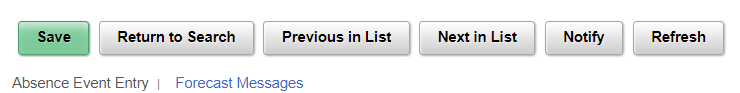 Save Return to Search Previous in List Next in List Notify Refresh
Absence Event Entry | Forecast Messages